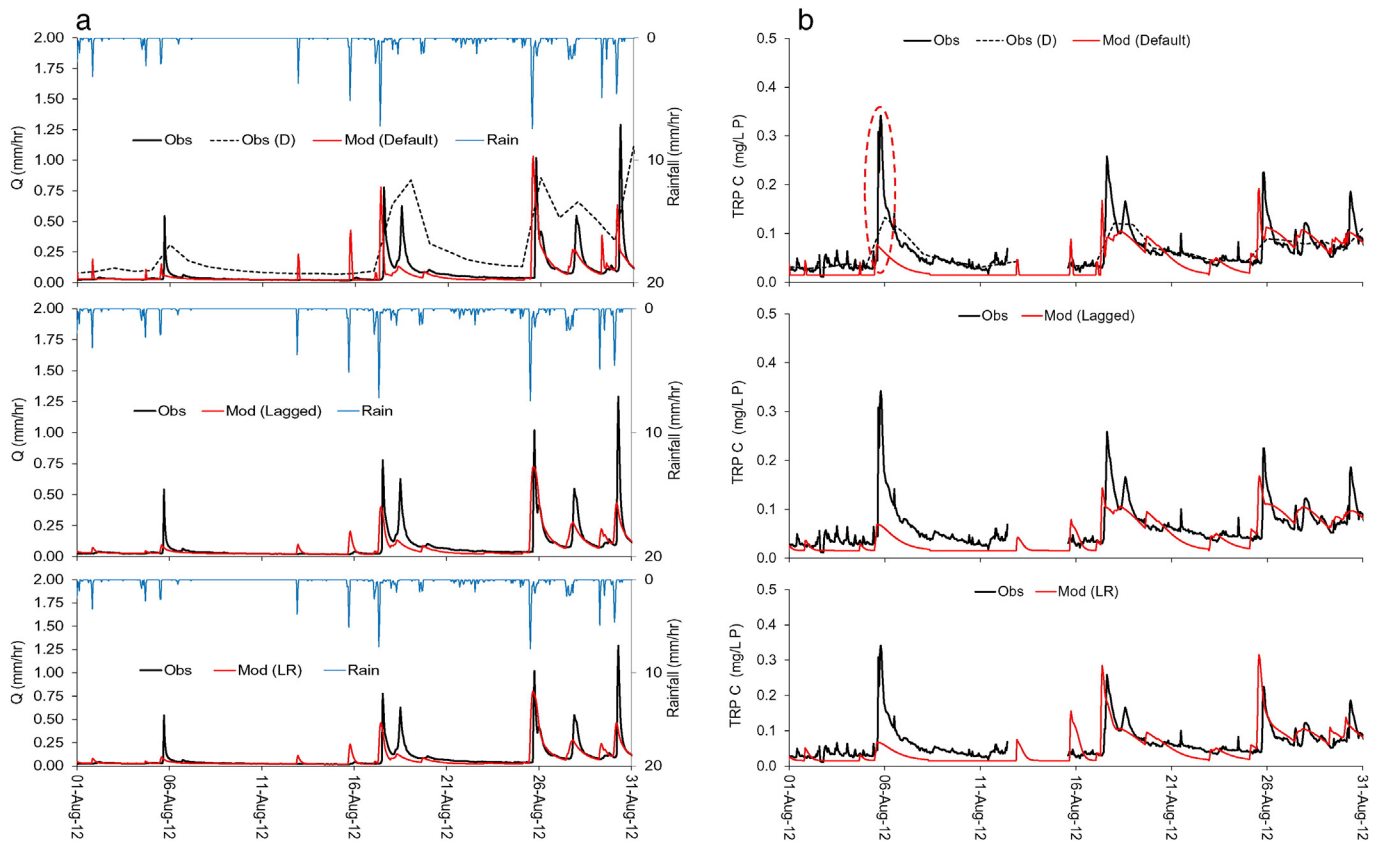 a
2.00
1.75
1.50
1.25
1.00
0.75
0.50
0.25
0.00
Q (mm/hr)
0
10
20
Rainfall (mm/hr)
Obs
Obs (D)
Mod (Default)
Rain
2.00
1.75
1.50
1.25
1.00
0.75
0.50
0.25
0.00
Q (mm/hr)
0
10
20
Rainfall (mm/hr)
Obs
Mod (Lagged)
Rain
2.00
1.75
1.50
1.25
1.00
0.75
0.50
0.25
0.00
Q (mm/hr)
0
10
20
Rainfall (mm/hr)
Obs
Mod (LR)
Rain
01-Aug-12
06-Aug-12
11-Aug-12
16-Aug-12
21-Aug-12
26-Aug-12
31-Aug-12
b
0.5
0.4
0.3
0.2
0.1
0.0
TRP C (mg/L P)
Obs
Obs (D)
Mod (Default)
0.5
0.4
0.3
0.2
0.1
0.0
TRP C (mg/L P)
Obs
Mod (Lagged)
0.5
0.4
0.3
0.2
0.1
0.0
TRP C (mg/L P)
Obs
Mod (LR)
01-Aug-12
06-Aug-12
11-Aug-12
16-Aug-12
21-Aug-12
26-Aug-12
31-Aug-12